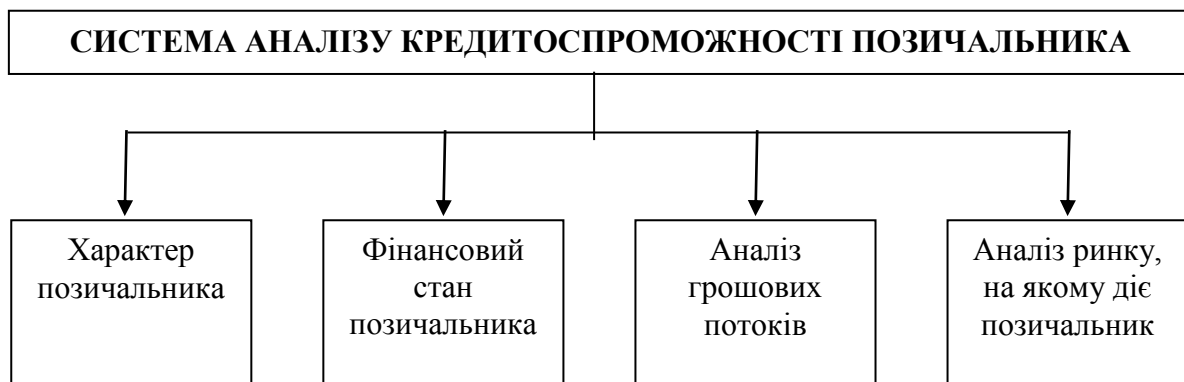 СИСТЕМА АНАЛІЗУ КРЕДИТОСПРОМОЖНОСТІ ПОЗИЧАЛЬНИКА
Характер
позичальника
Фінансовий
стан
позичальника
Аналіз
грошових
потоків
Аналіз ринку,
на якому діє
позичальник